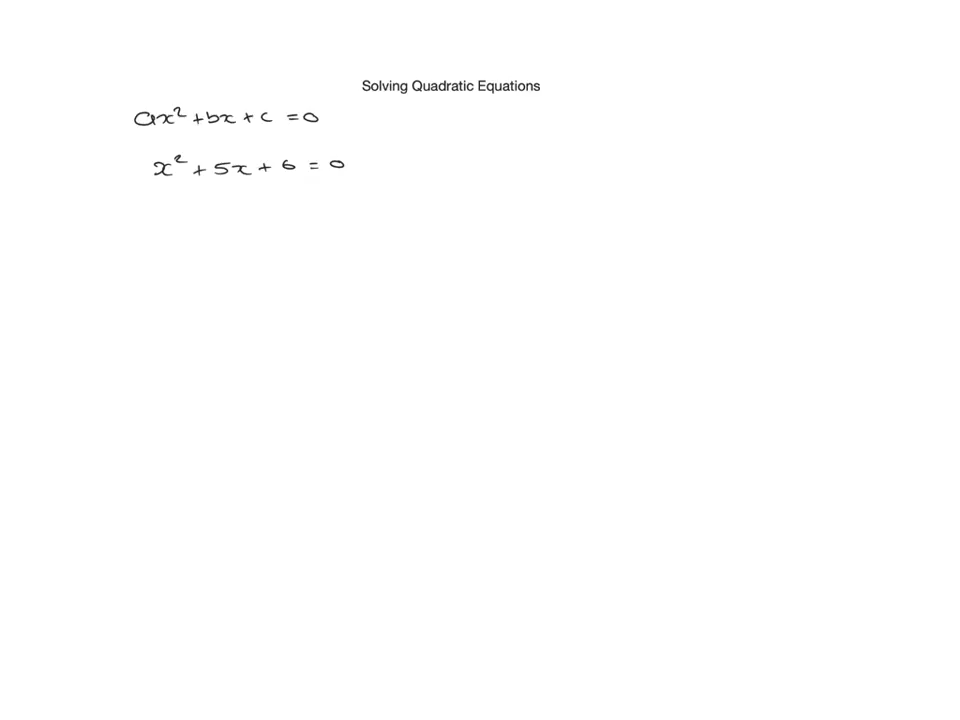 Solving Quadratic Equations
ax² + bx + c = 0
x² + 5x + 6 = 0